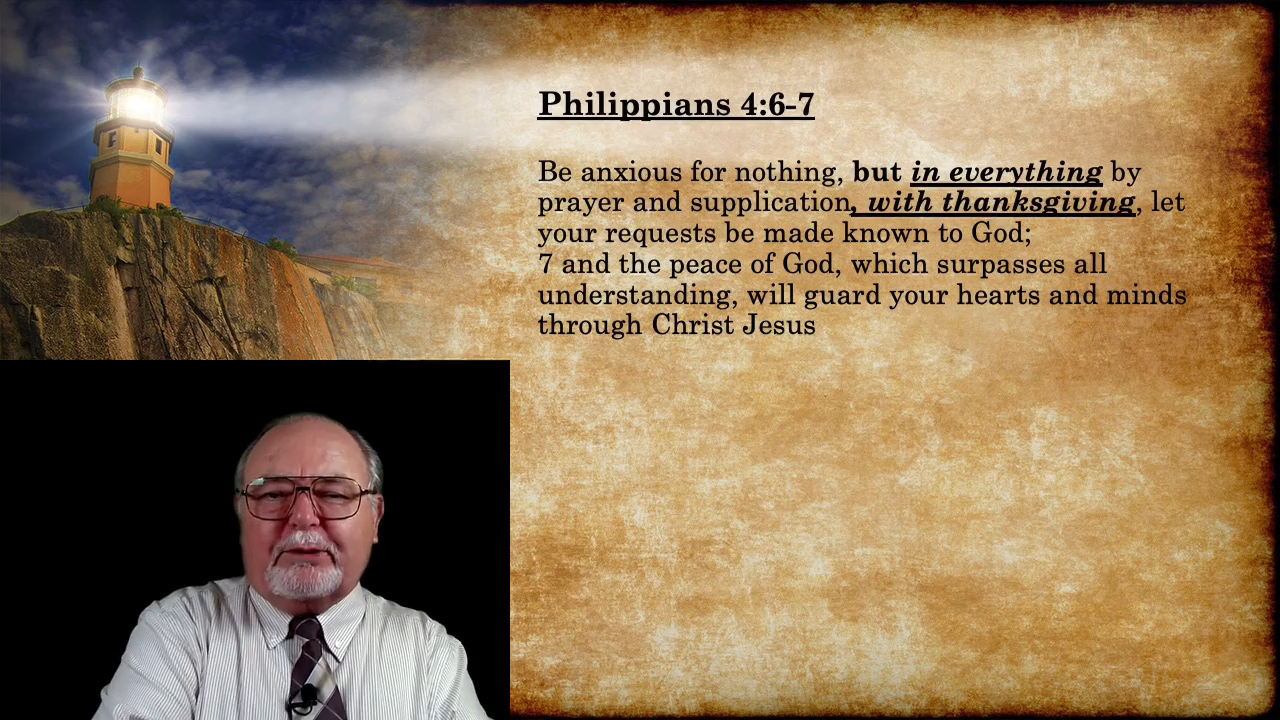 Philippians 4:6-7
Be anxious for nothing, but in everything by
prayer and supplication, with thanksgiving, let
your requests be made known to God;
7 and the peace of God, which surpasses all
understanding, will guard your hearts and minds
through Christ Jesus